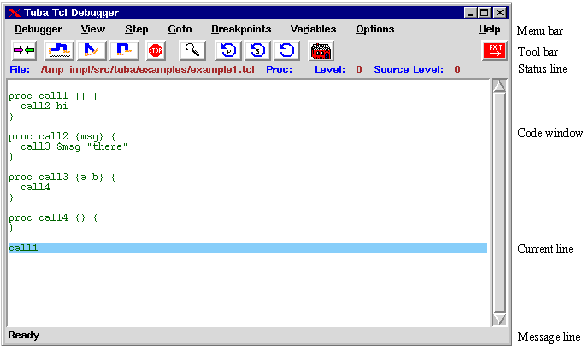 Tuba Tcl Debugger
Debugger View Step Goto Breakpoints Variables Options Help
Menu bar
STOP
EXIT
Tool bar
File: /tmp_impl/src/tuba/examples/example1.tcl Proc: Level: 0 Source Level: 0
Status line
proc call1 {} {
call2 hi
}
proc call2 {msg} {
call3 $msg "there"
}
Code window
proc call3 {a b} {
call4
}
proc call4 {} {
}
call1
Current line
Ready
Message line